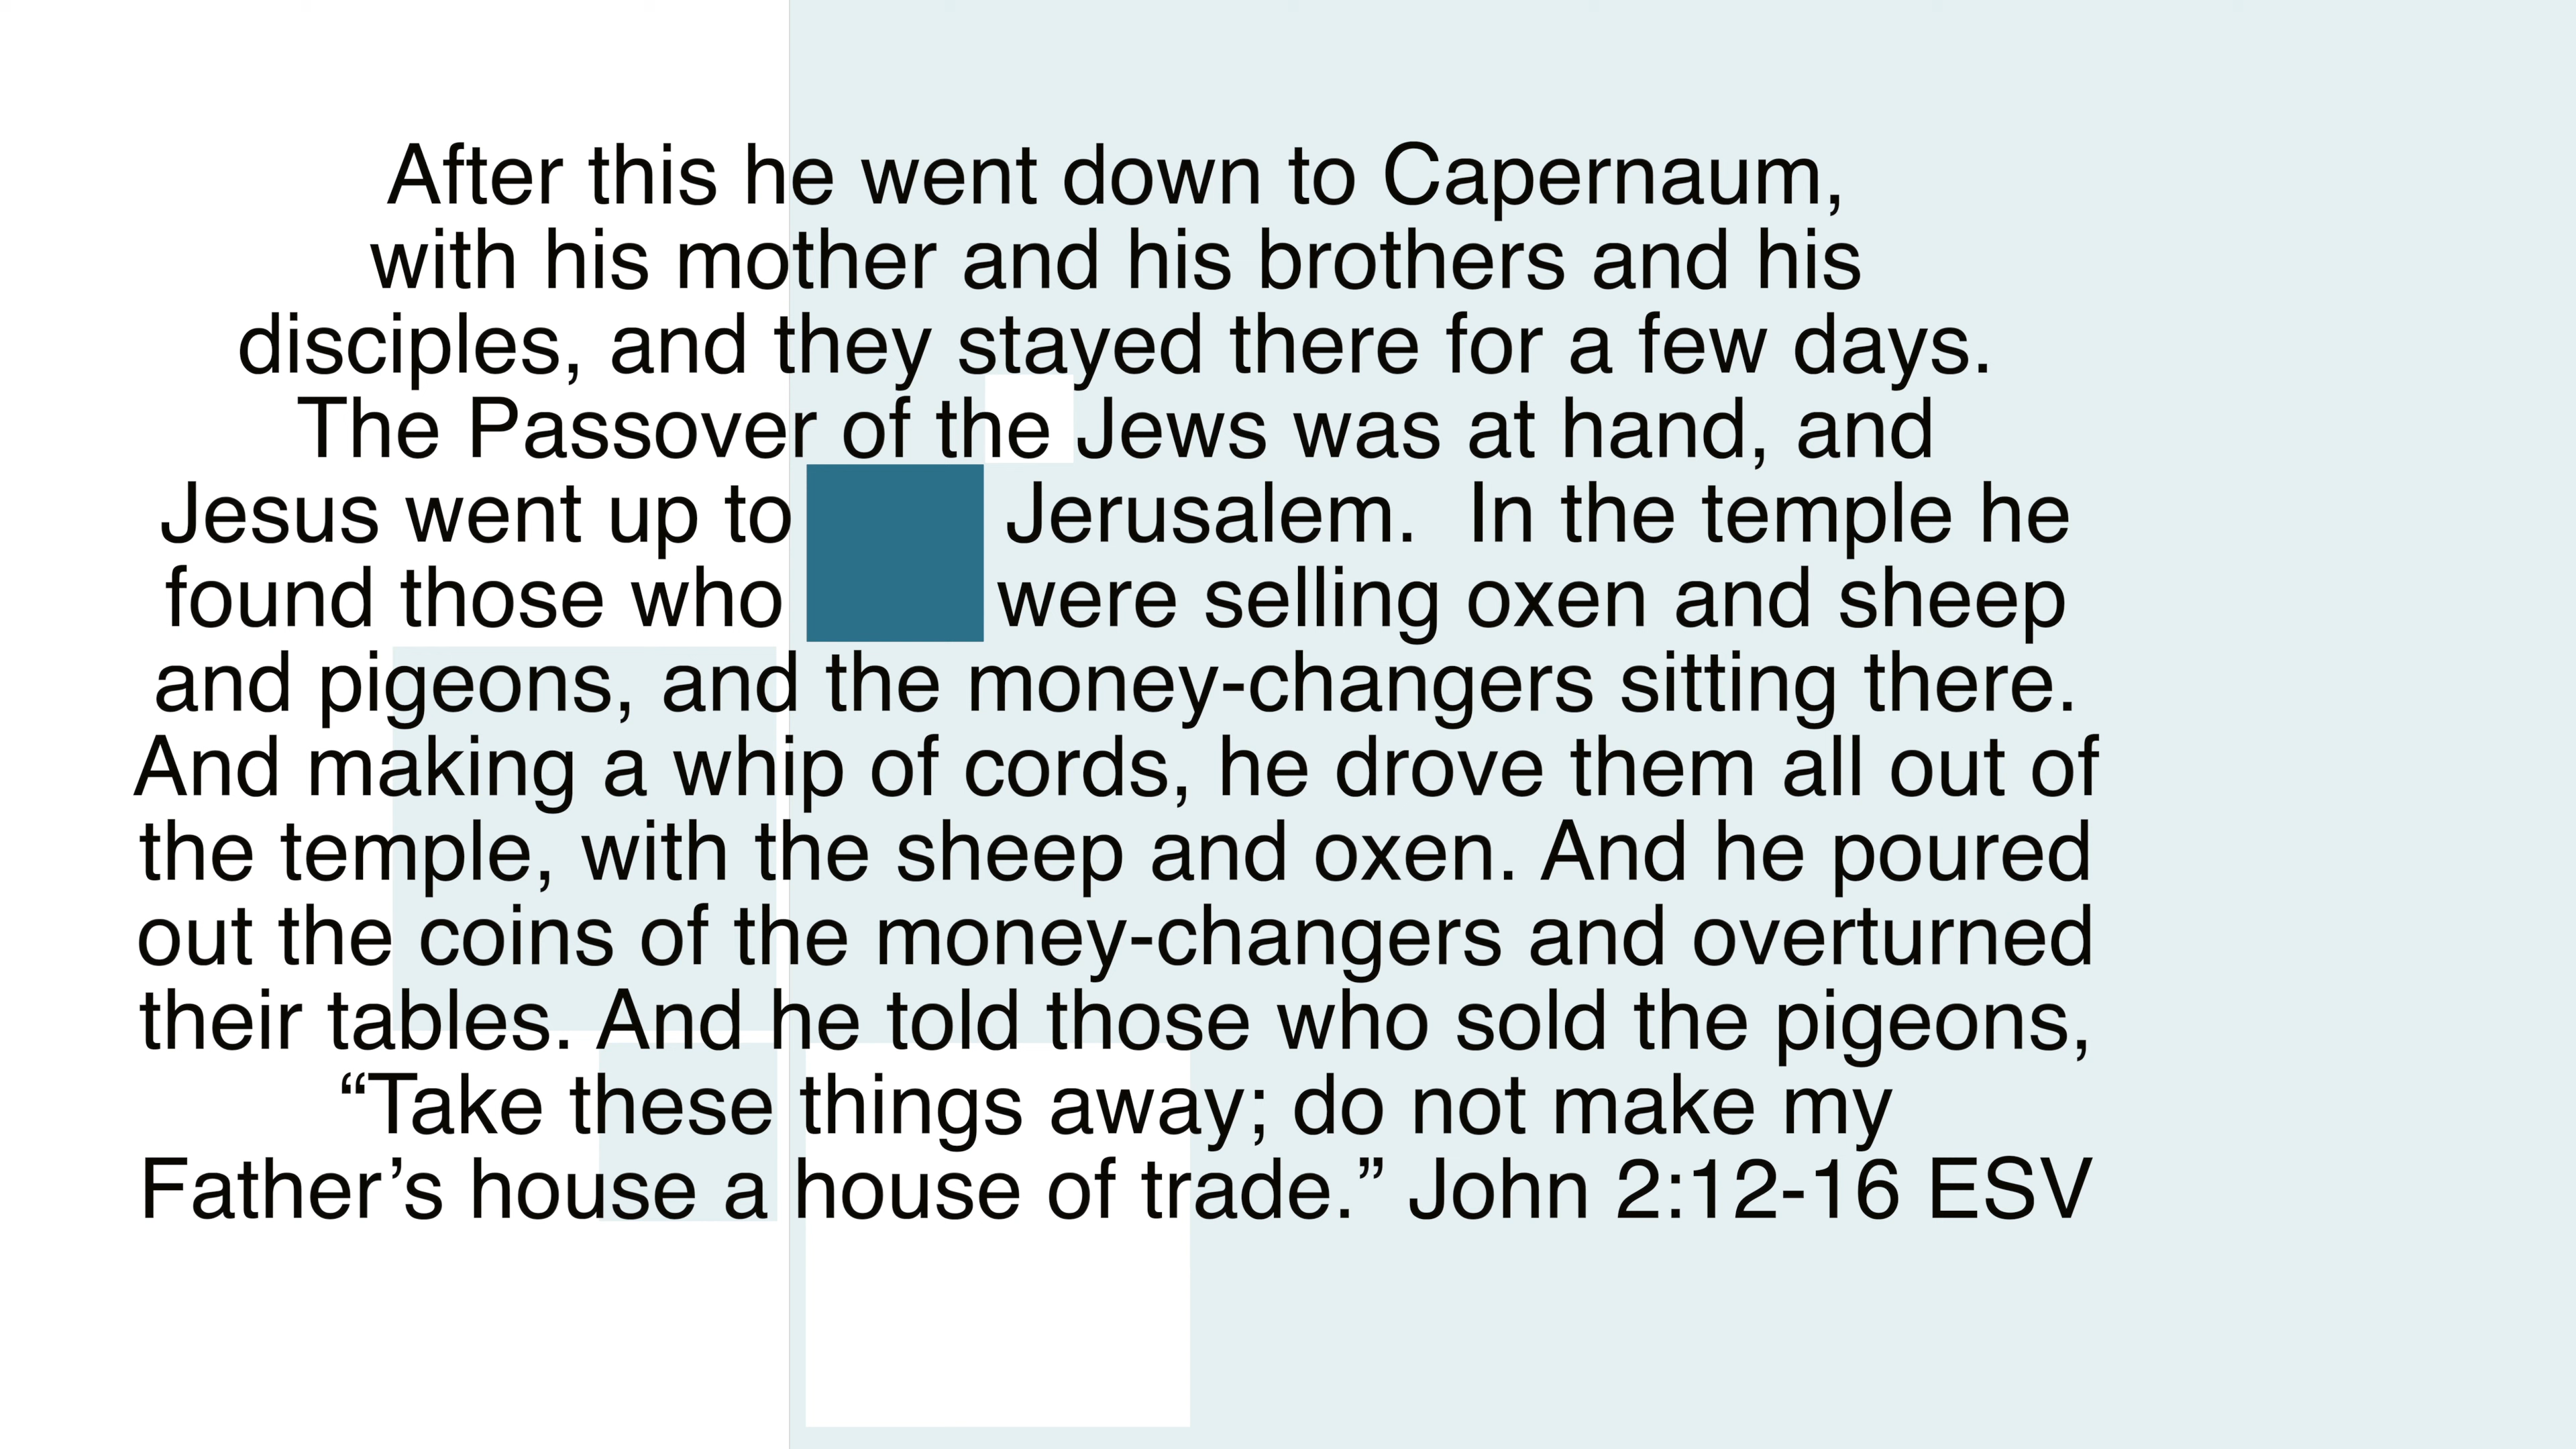 After this he went down to Capernaum,
with his mother and his brothers and his
disciples, and they stayed there for a few days.
The Passover of the Jews was at hand, and
Jesus went up to Jerusalem.  In the temple he
found those who were selling oxen and sheep
and pigeons, and the money-changers sitting there.
And making a whip of cords, he drove them all out of
the temple, with the sheep and oxen. And he poured
out the coins of the money-changers and overturned
their tables. And he told those who sold the pigeons,
“Take these things away; do not make my
Father’s house a house of trade.” John 2:12-16 ESV